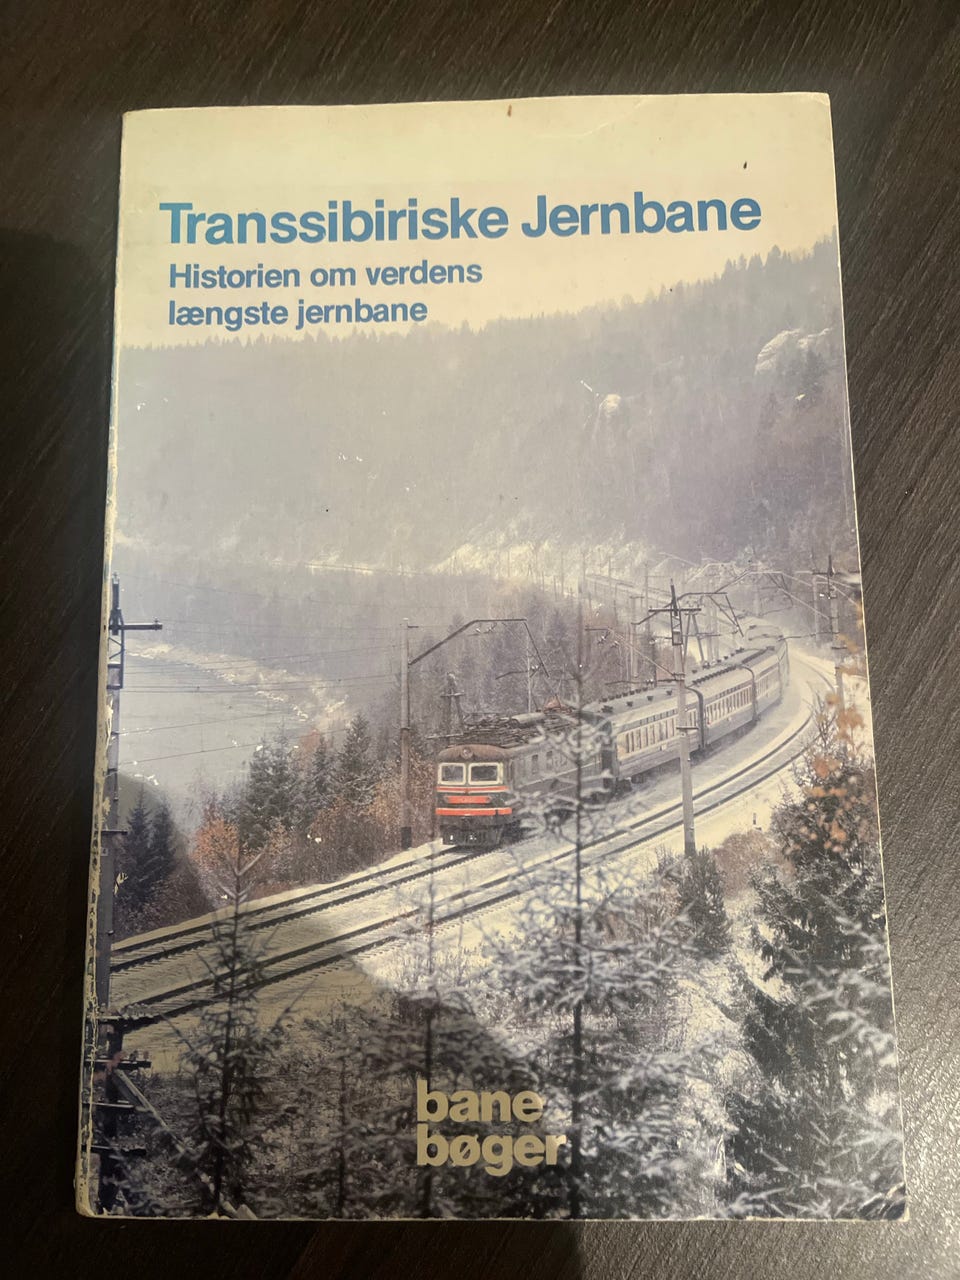 Transsibiriske Jernbane
Historien om verdens
længste jernbane
bane
bøger